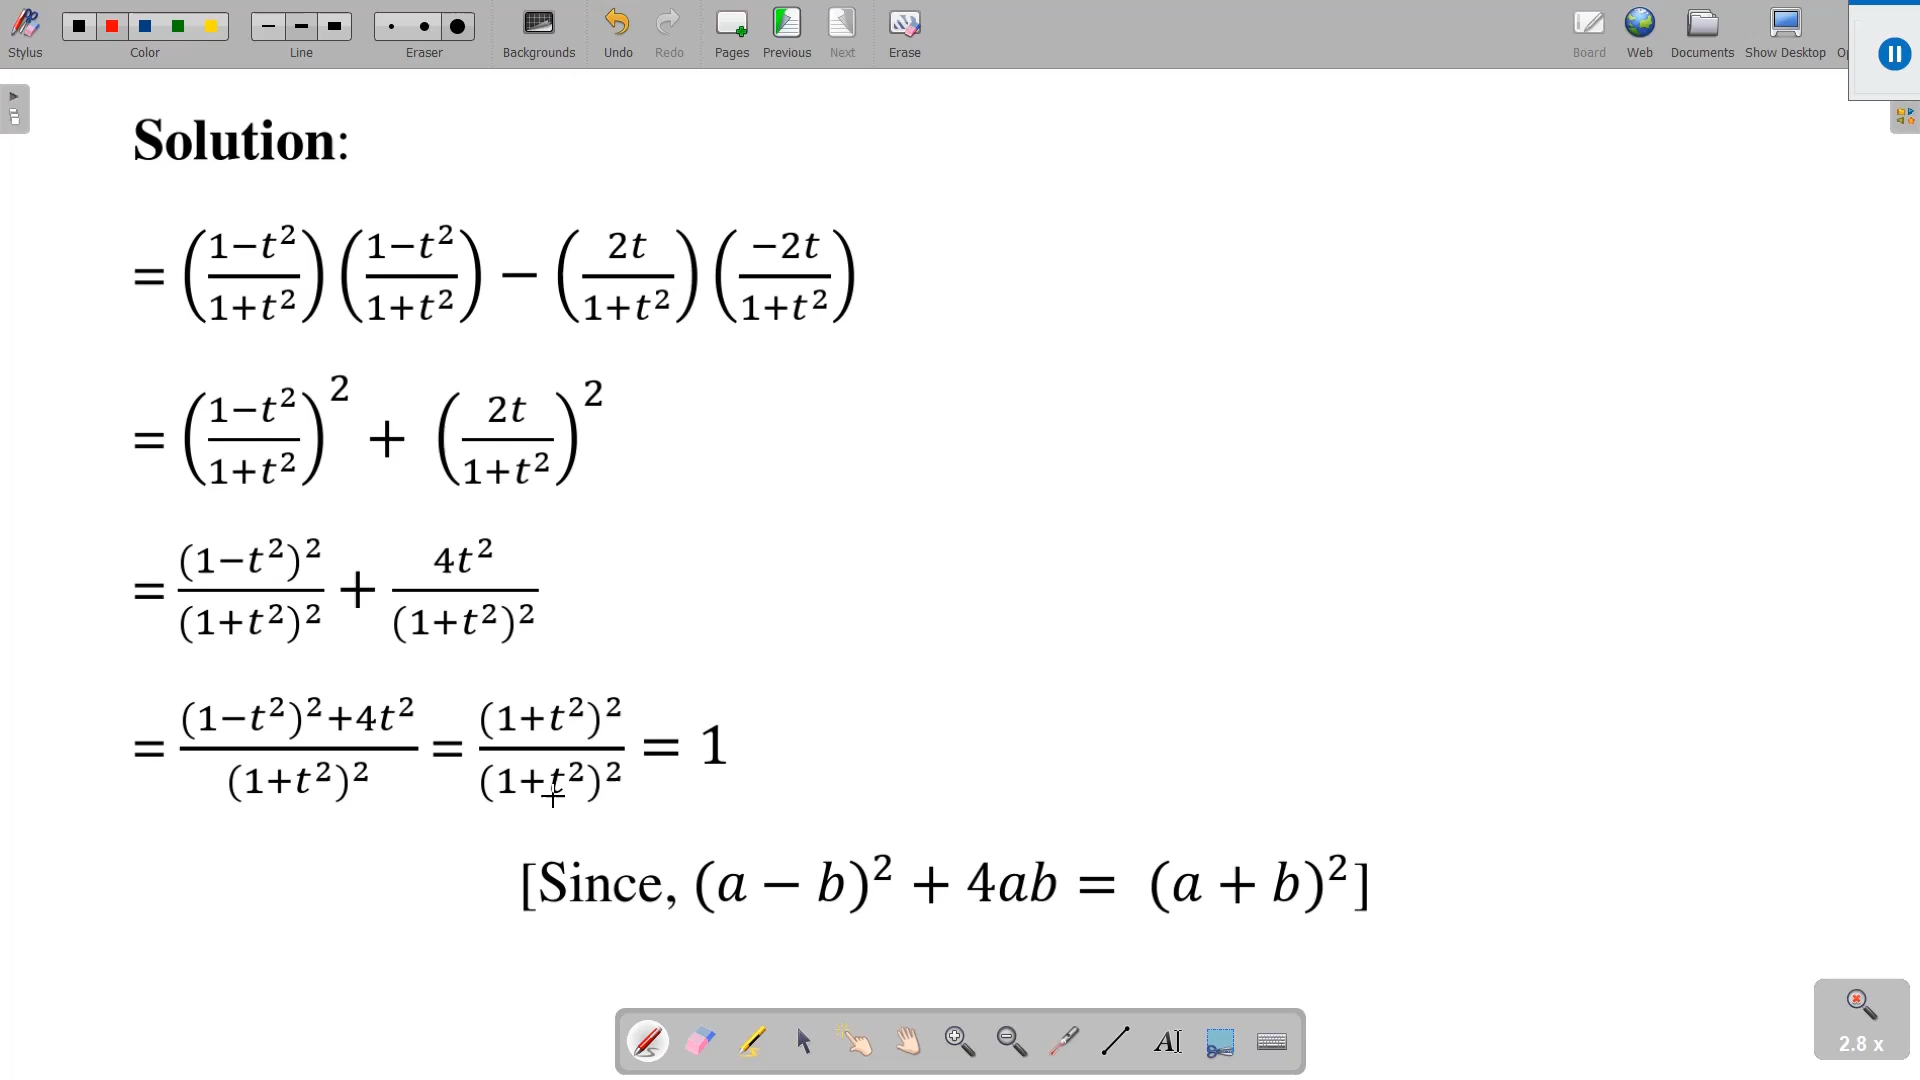 Stylus Color Line Eraser Backgrounds Undo Redo Pages Previous Next Erase Board Web Documents Show Desktop
Solution:
= ((1−t²)/(1+t²)) ((1−t²)/(1+t²)) − (2t/(1+t²)) (−2t/(1+t²))
= ((1−t²)/(1+t²))² + (2t/(1+t²))²
= (1−t²)²/(1+t²)² + 4t²/(1+t²)²
= ((1−t²)²+4t²)/(1+t²)² = (1+t²)²/(1+t²)² = 1
[Since, (a − b)² + 4ab = (a + b)²]
2.8 x